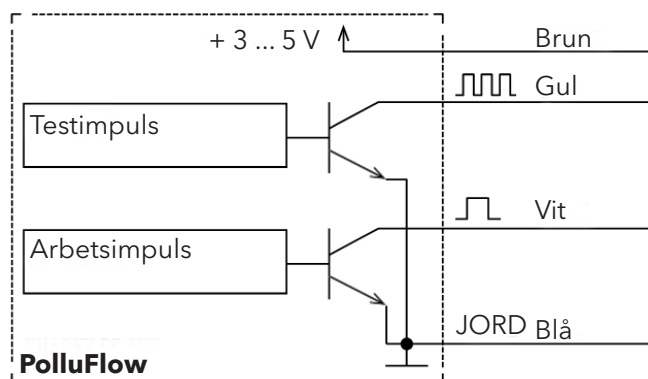 + 3 ... 5 V Brun
Gul
Testimpuls
Vit
Arbetsimpuls
JORD Blå
PolluFlow